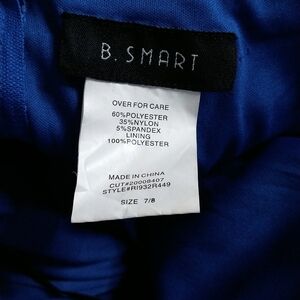 B. SMART
OVER FOR CARE
60%POLYESTER
35%NYLON
5%SPANDEX
LINING
100%POLYESTER
MADE IN CHINA
CUT#20008407
STYLE#RI932R449
SIZE 7/8